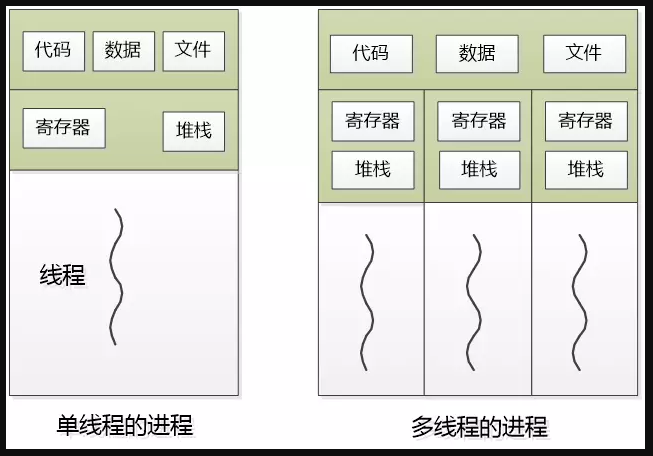 代码 数据 文件
寄存器 堆栈
线程
单线程的进程
代码 数据 文件
寄存器 寄存器 寄存器
堆栈 堆栈 堆栈
多线程的进程